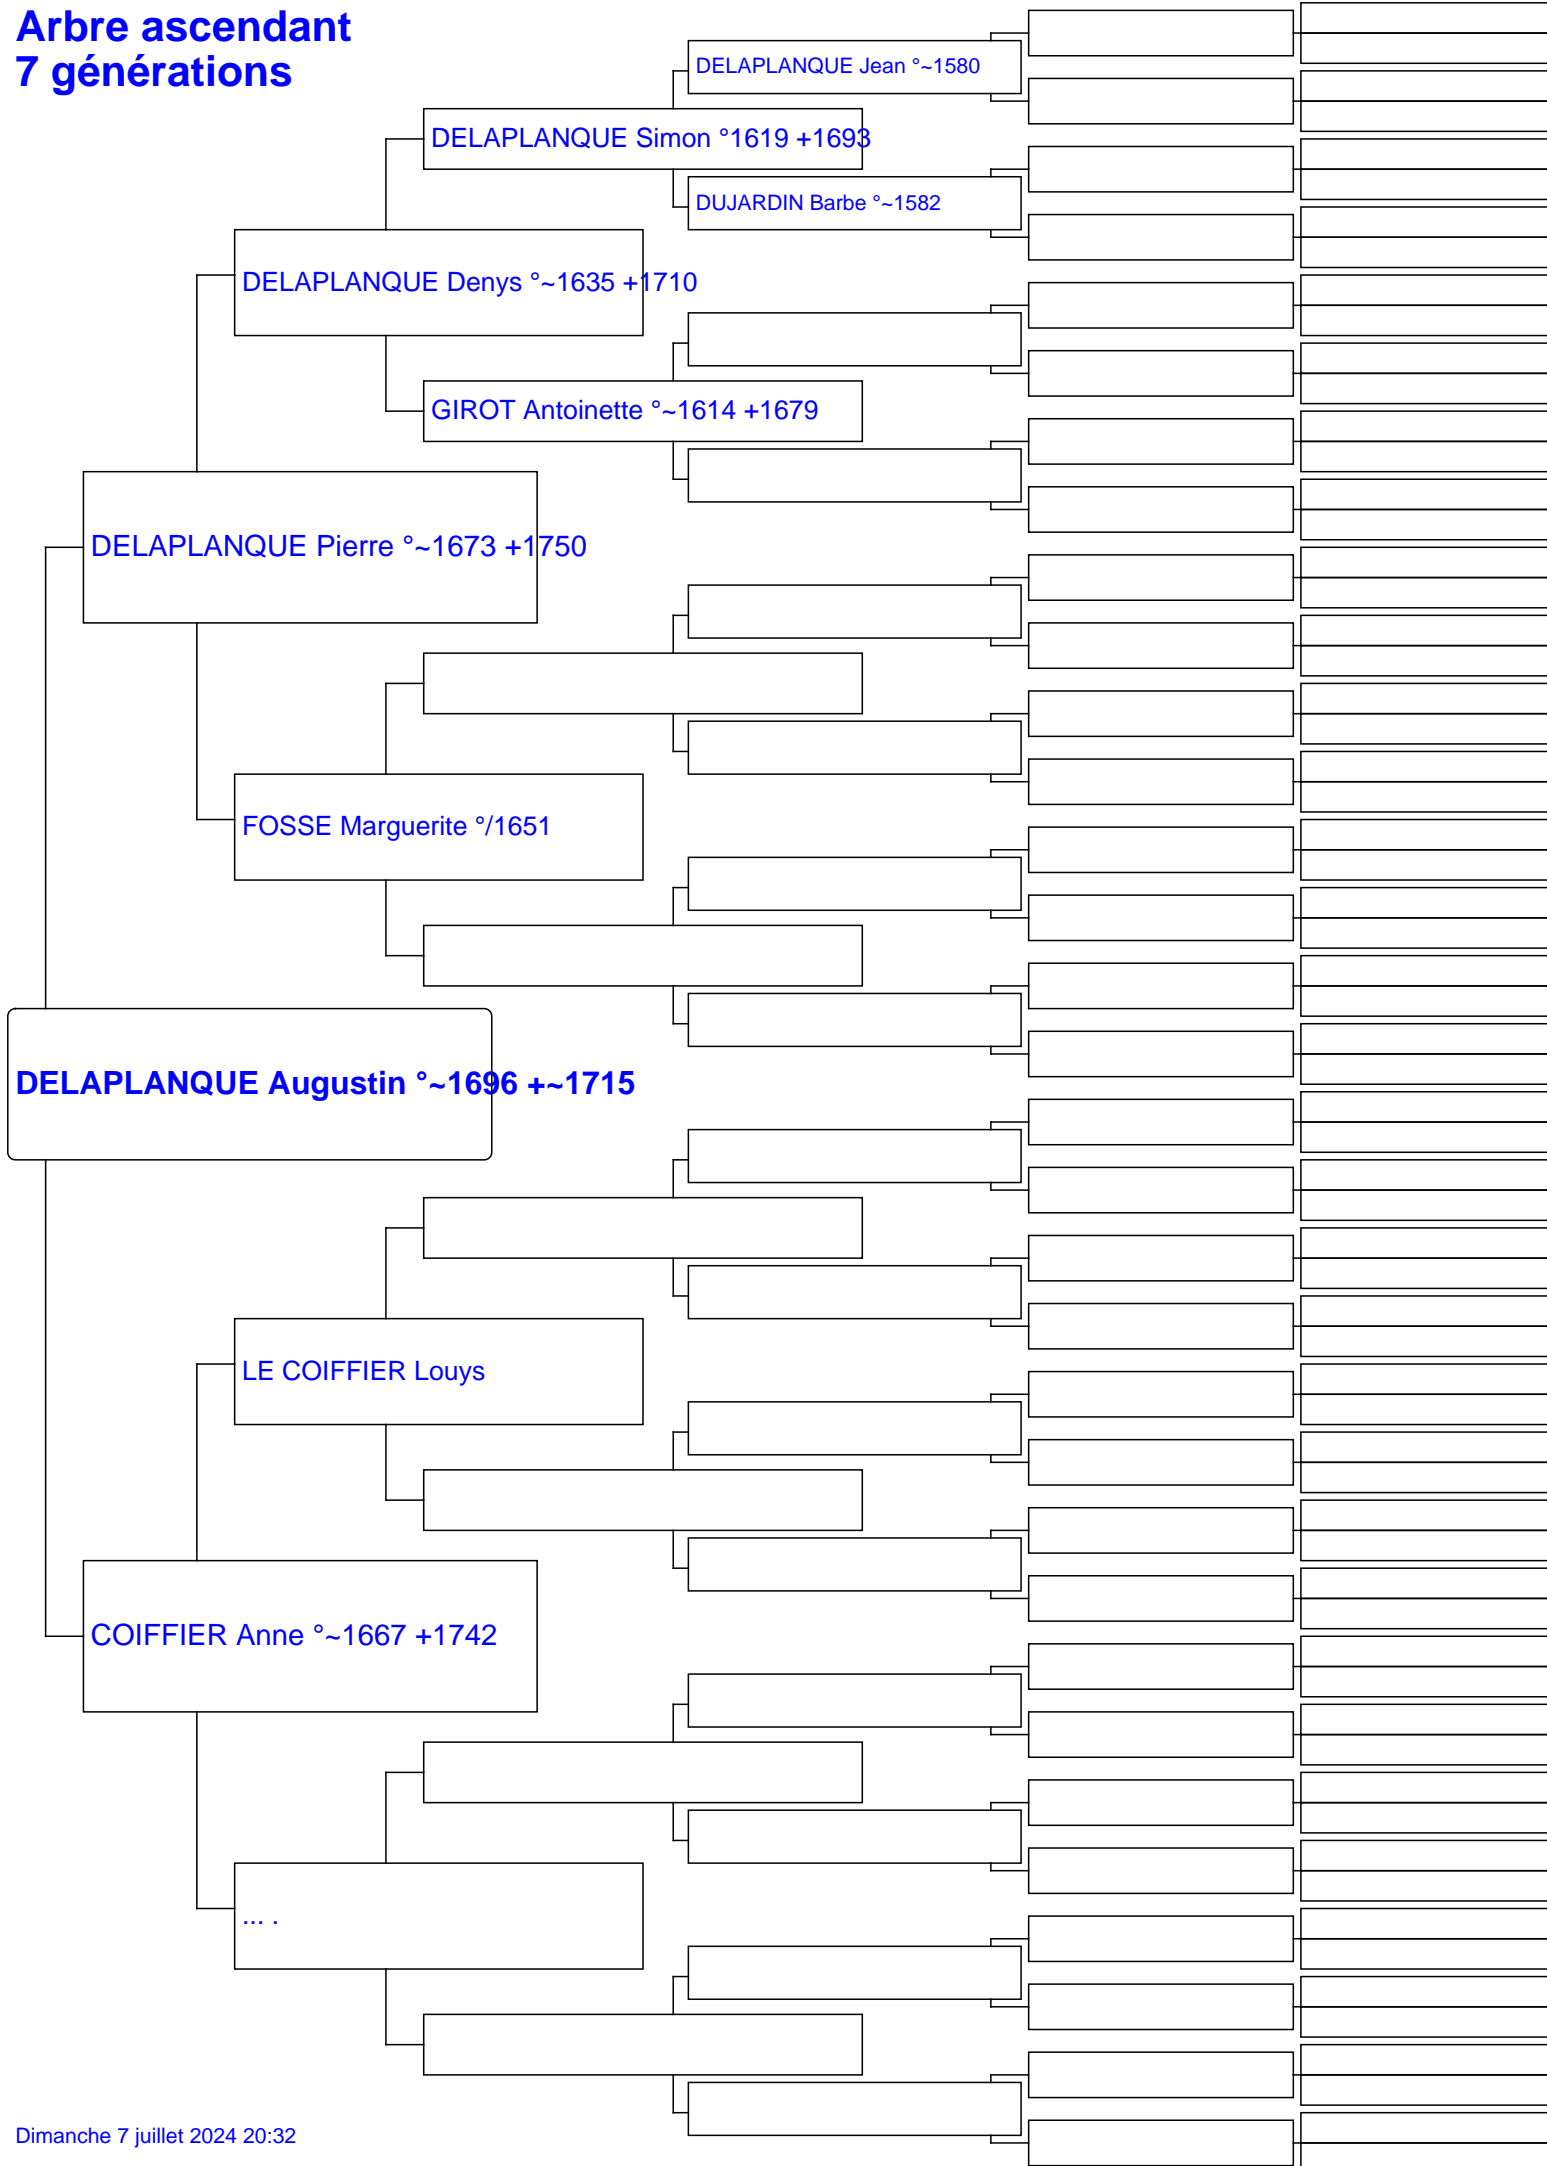 Arbre ascendant
7 générations
DELAPLANQUE Jean °~1580
DELAPLANQUE Simon °1619 +1693
DUJARDIN Barbe °~1582
DELAPLANQUE Denys °~1635 +1710
GIROT Antoinette °~1614 +1679
DELAPLANQUE Pierre °~1673 +1750
FOSSE Marguerite °/1651
DELAPLANQUE Augustin °~1696 +~1715
LE COIFFIER Louys
COIFFIER Anne °~1667 +1742
... .
Dimanche 7 juillet 2024 20:32